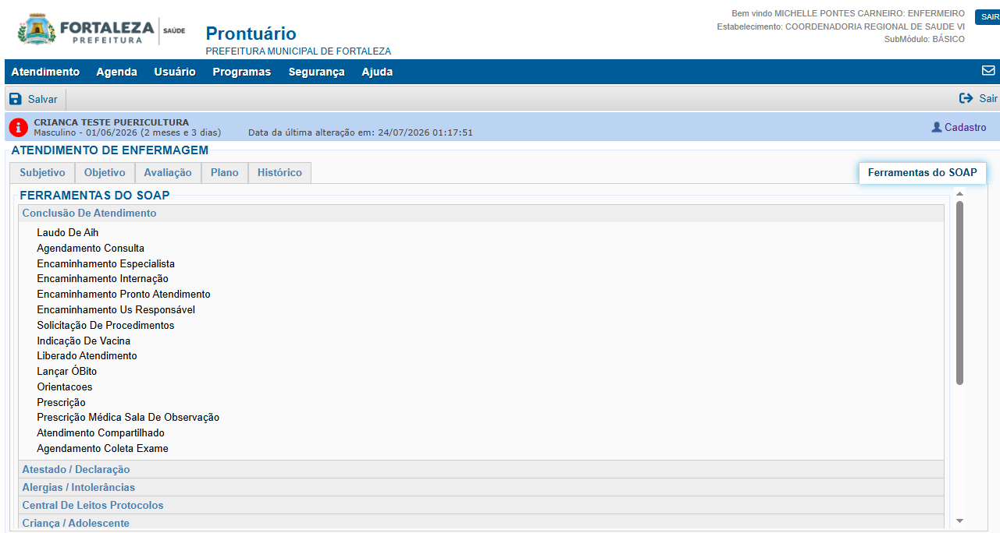 FORTALEZA
PREFEITURA
SAÚDE
Prontuário
PREFEITURA MUNICIPAL DE FORTALEZA
Bem vindo MICHELLE PONTES CARNEIRO: ENFERMEIRO
Estabelecimento: COORDENADORIA REGIONAL DE SAUDE VI
SubMódulo: BÁSICO
SAIR
Atendimento Agenda Usuário Programas Segurança Ajuda
Salvar Sair
CRIANCA TESTE PUERICULTURA
Masculino - 01/06/2026 (2 meses e 3 dias) Data da última alteração em: 24/07/2026 01:17:51
Cadastro
ATENDIMENTO DE ENFERMAGEM
Subjetivo Objetivo Avaliação Plano Histórico Ferramentas do SOAP
FERRAMENTAS DO SOAP
Conclusão De Atendimento
Laudo De Aih
Agendamento Consulta
Encaminhamento Especialista
Encaminhamento Internação
Encaminhamento Pronto Atendimento
Encaminhamento Us Responsável
Solicitação De Procedimentos
Indicação De Vacina
Liberado Atendimento
Lançar ÓBito
Orientacoes
Prescrição
Prescrição Médica Sala De Observação
Atendimento Compartilhado
Agendamento Coleta Exame
Atestado / Declaração
Alergias / Intolerâncias
Central De Leitos Protocolos
Criança / Adolescente